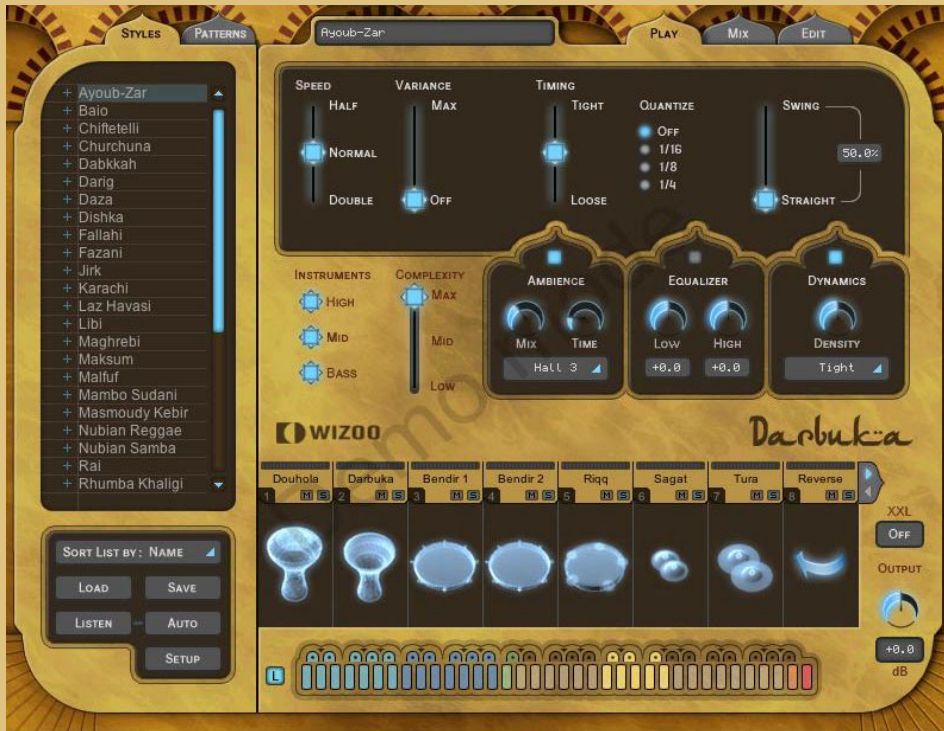 STYLES
PATTERNS
Ayoub-Zar
PLAY
MIX
EDIT
+ Ayoub-Zar
+ Baio
+ Chiftetelli
+ Churchuna
+ Dabkkah
+ Darig
+ Daza
+ Dishka
+ Fallahi
+ Fazani
+ Jirk
+ Karachi
+ Laz Havasi
+ Libi
+ Maghrebi
+ Maksum
+ Malfuf
+ Mambo Sudani
+ Masmoudy Kebir
+ Nubian Reggae
+ Nubian Samba
+ Rai
+ Rhumba Khaligi
SORT LIST BY: NAME
LOAD
SAVE
LISTEN
AUTO
SETUP
SPEED
HALF
NORMAL
DOUBLE
VARIANCE
MAX
OFF
TIMING
TIGHT
LOOSE
QUANTIZE
OFF
1/16
1/8
1/4
SWING
50.0%
STRAIGHT
INSTRUMENTS
HIGH
MID
BASS
COMPLEXITY
MAX
MID
LOW
AMBIENCE
MIX TIME
Hall 3
EQUALIZER
LOW HIGH
+0.0 +0.0
DYNAMICS
DENSITY
Tight
Demo mode
WIZOO
Darbuka
Douhola Darbuka Bendir 1 Bendir 2 Riqq Sagat Tura Reverse
1 M S 2 M S 3 M S 4 M S 5 M S 6 M S 7 M S 8 M S
XXL
OFF
OUTPUT
+0.0
dB
L